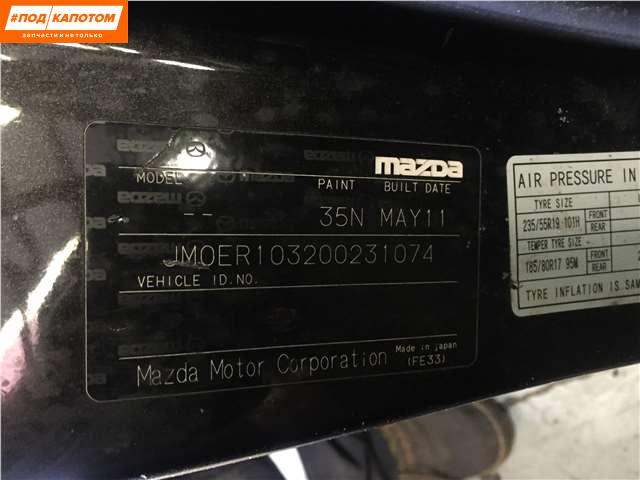 #ПОД КАПОТОМ
запчасти и не только
mazda
MODEL PAINT BUILT DATE
-- 35N MAY11
JM0ER103200231074
VEHICLE ID.NO.
Mazda Motor Corporation Made in japan
(FE33)
AIR PRESSURE IN
TYRE SIZE
235/55R19 101H FRONT
REAR
TEMPER TYRE SIZE
T85/80R17 95M FRONT
REAR
TYRE INFLATION IS SAM